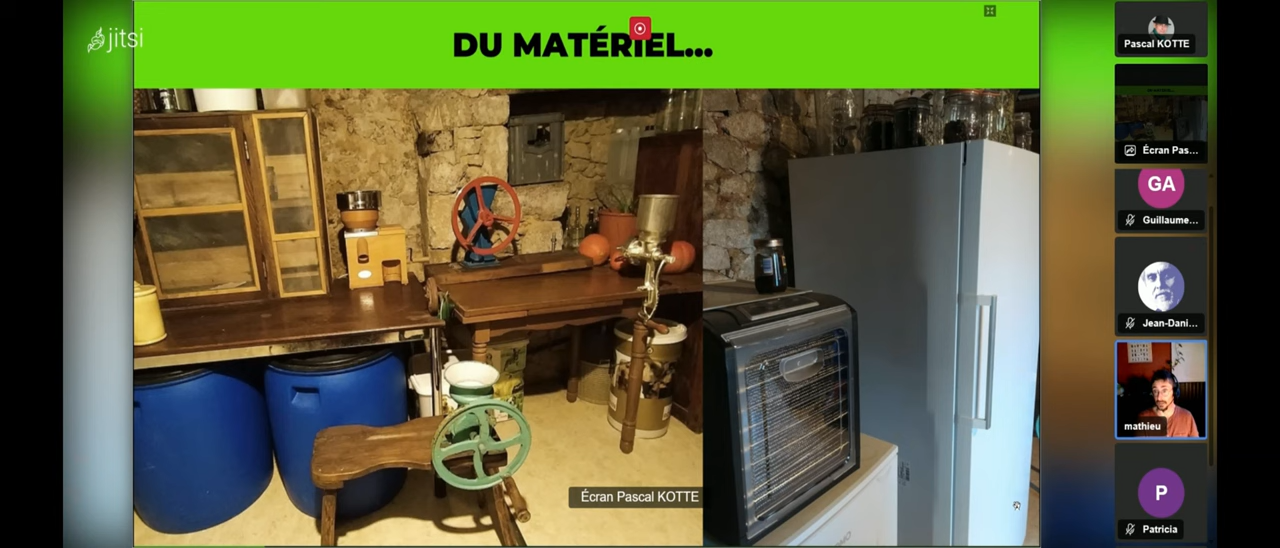 jitsi
DU MATÉRIEL...
Écran Pascal KOTTE
Pascal KOTTE
Écran Pas...
GA
Guillaume...
Jean-Dani...
mathieu
P
Patricia